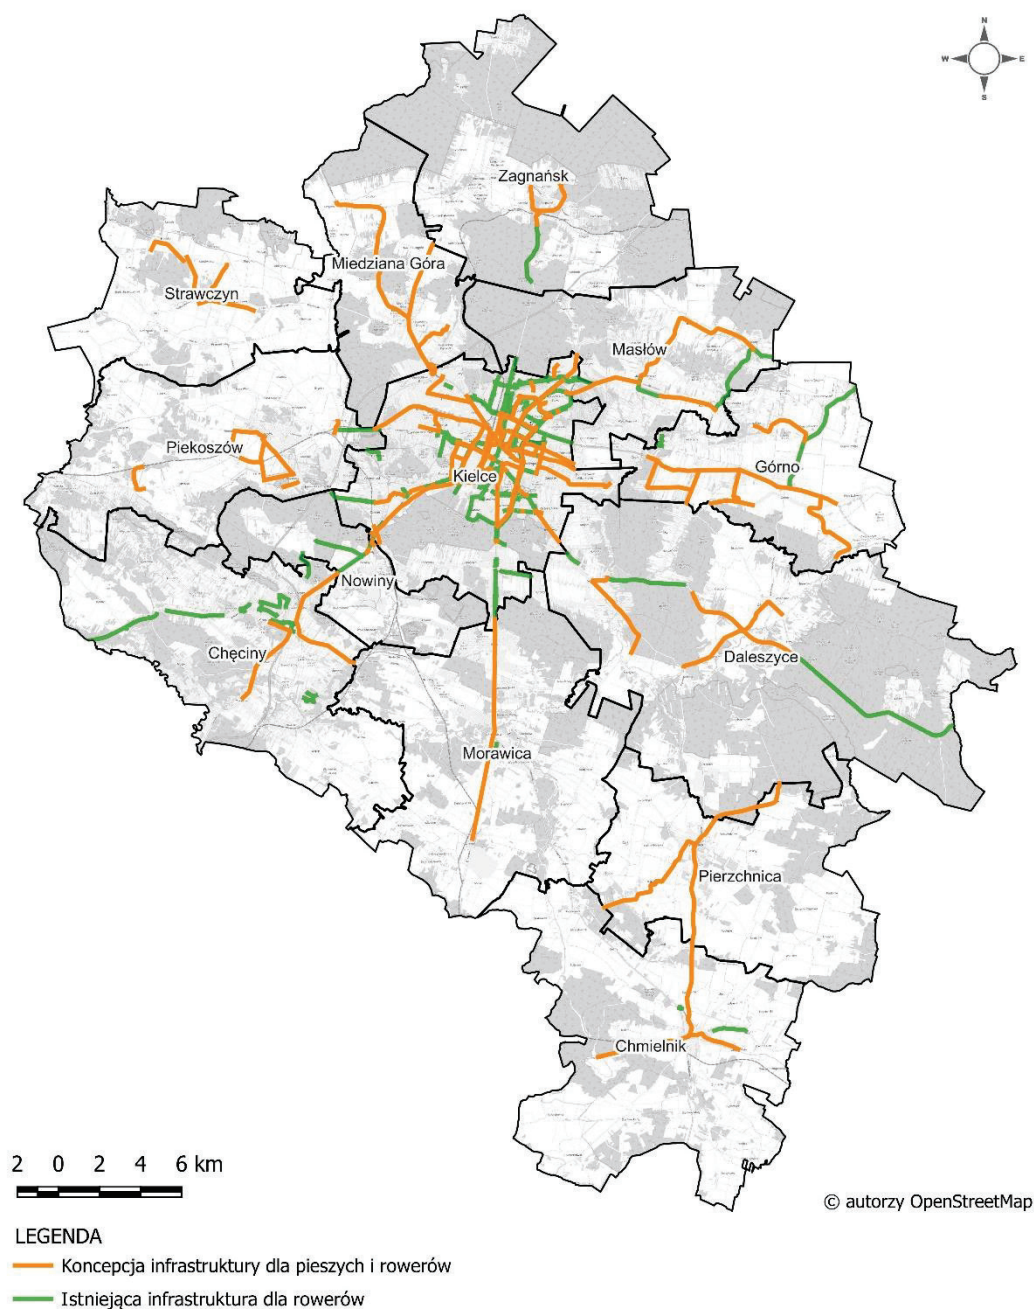 N
W E
S
Zagnańsk
Miedziana Góra
Strawczyn
Masłów
Piekoszów
Górno
Kielce
Nowiny
Chęciny
Daleszyce
Morawica
Pierzchnica
Chmielnik
2 0 2 4 6 km
© autorzy OpenStreetMap
LEGENDA
Koncepcja infrastruktury dla pieszych i rowerów
Istniejąca infrastruktura dla rowerów